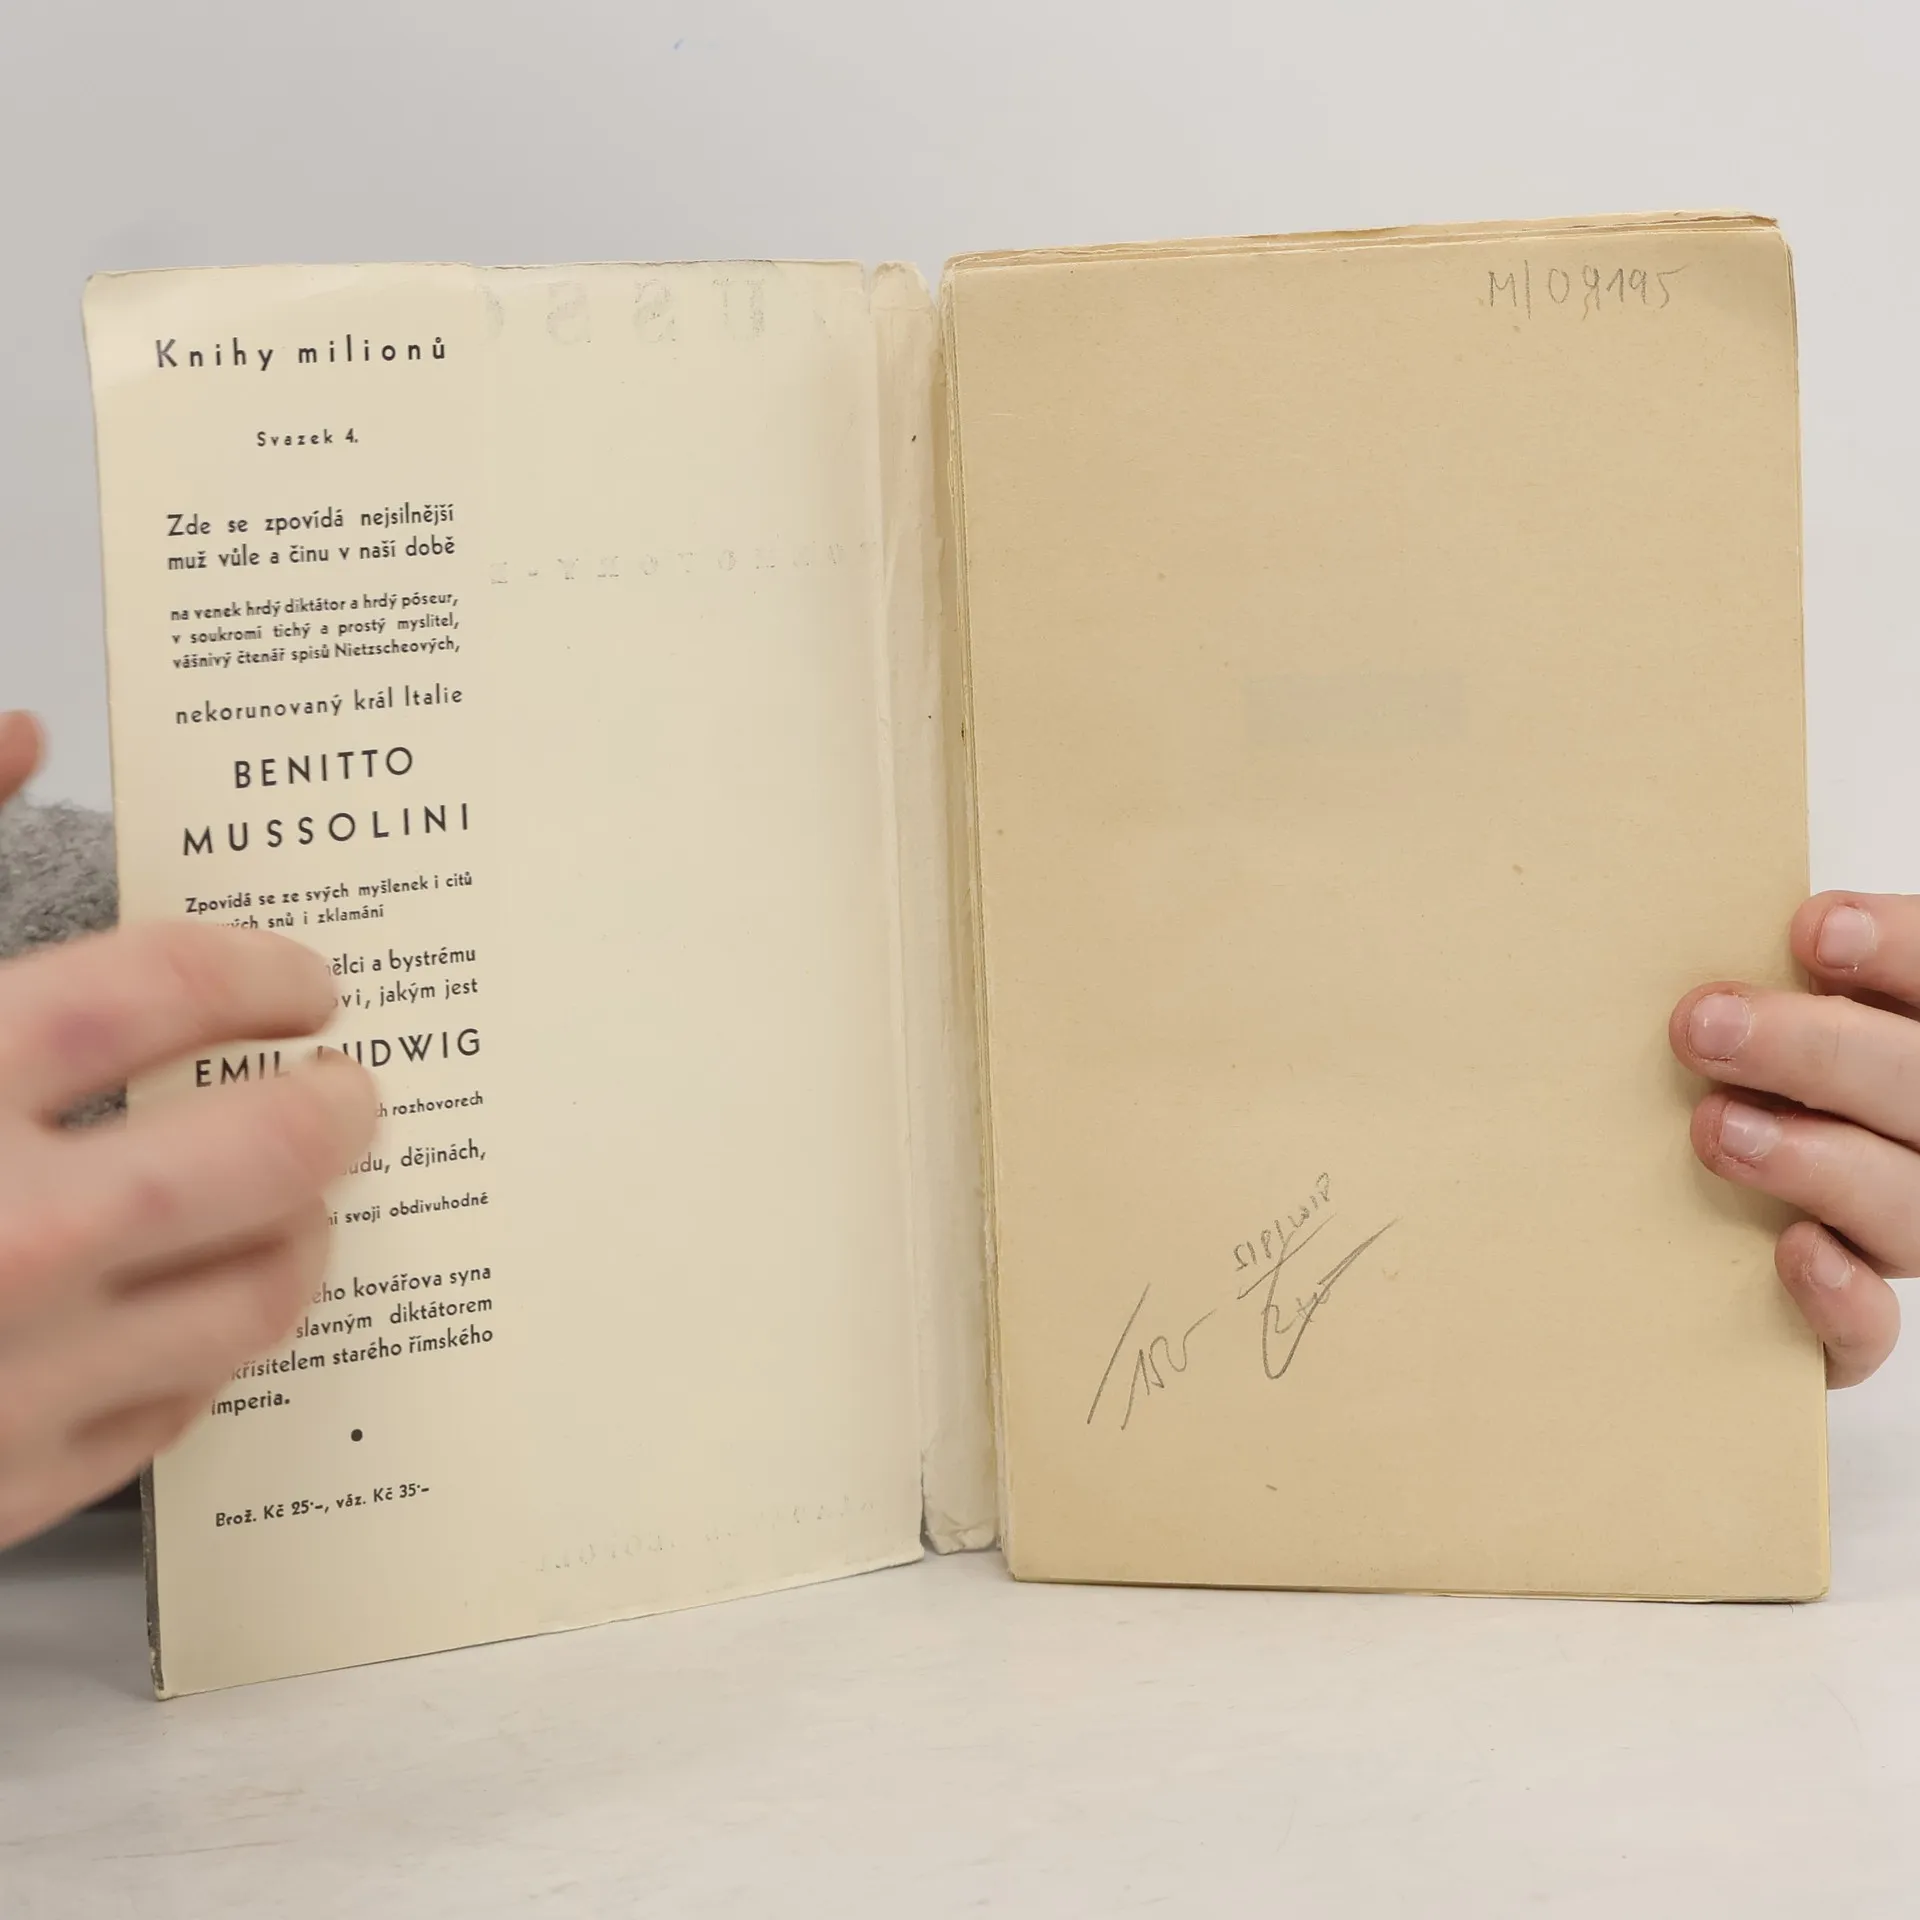 Knihy milionů
Svazek 4.
Zde se zpovídá nejsilnější
muž vůle a činu v naší době
na venek hrdý diktátor a hrdý póseur,
v soukromí tichý a prostý myslitel,
vášnivý čtenář spisů Nietzscheových,
nekorunovaný král Italie
BENITTO
MUSSOLINI
Zpovídá se ze svých myšlenek i citů
snů i zklamání
a bystrému
jakým jest
EMIL LUDWIG
rozhovorech
dějinách,
svoji obdivuhodné
kovářova syna
slavným diktátorem
starého římského
imperia.
Brož. Kč 25·–, váz. Kč 35·–
M/09195